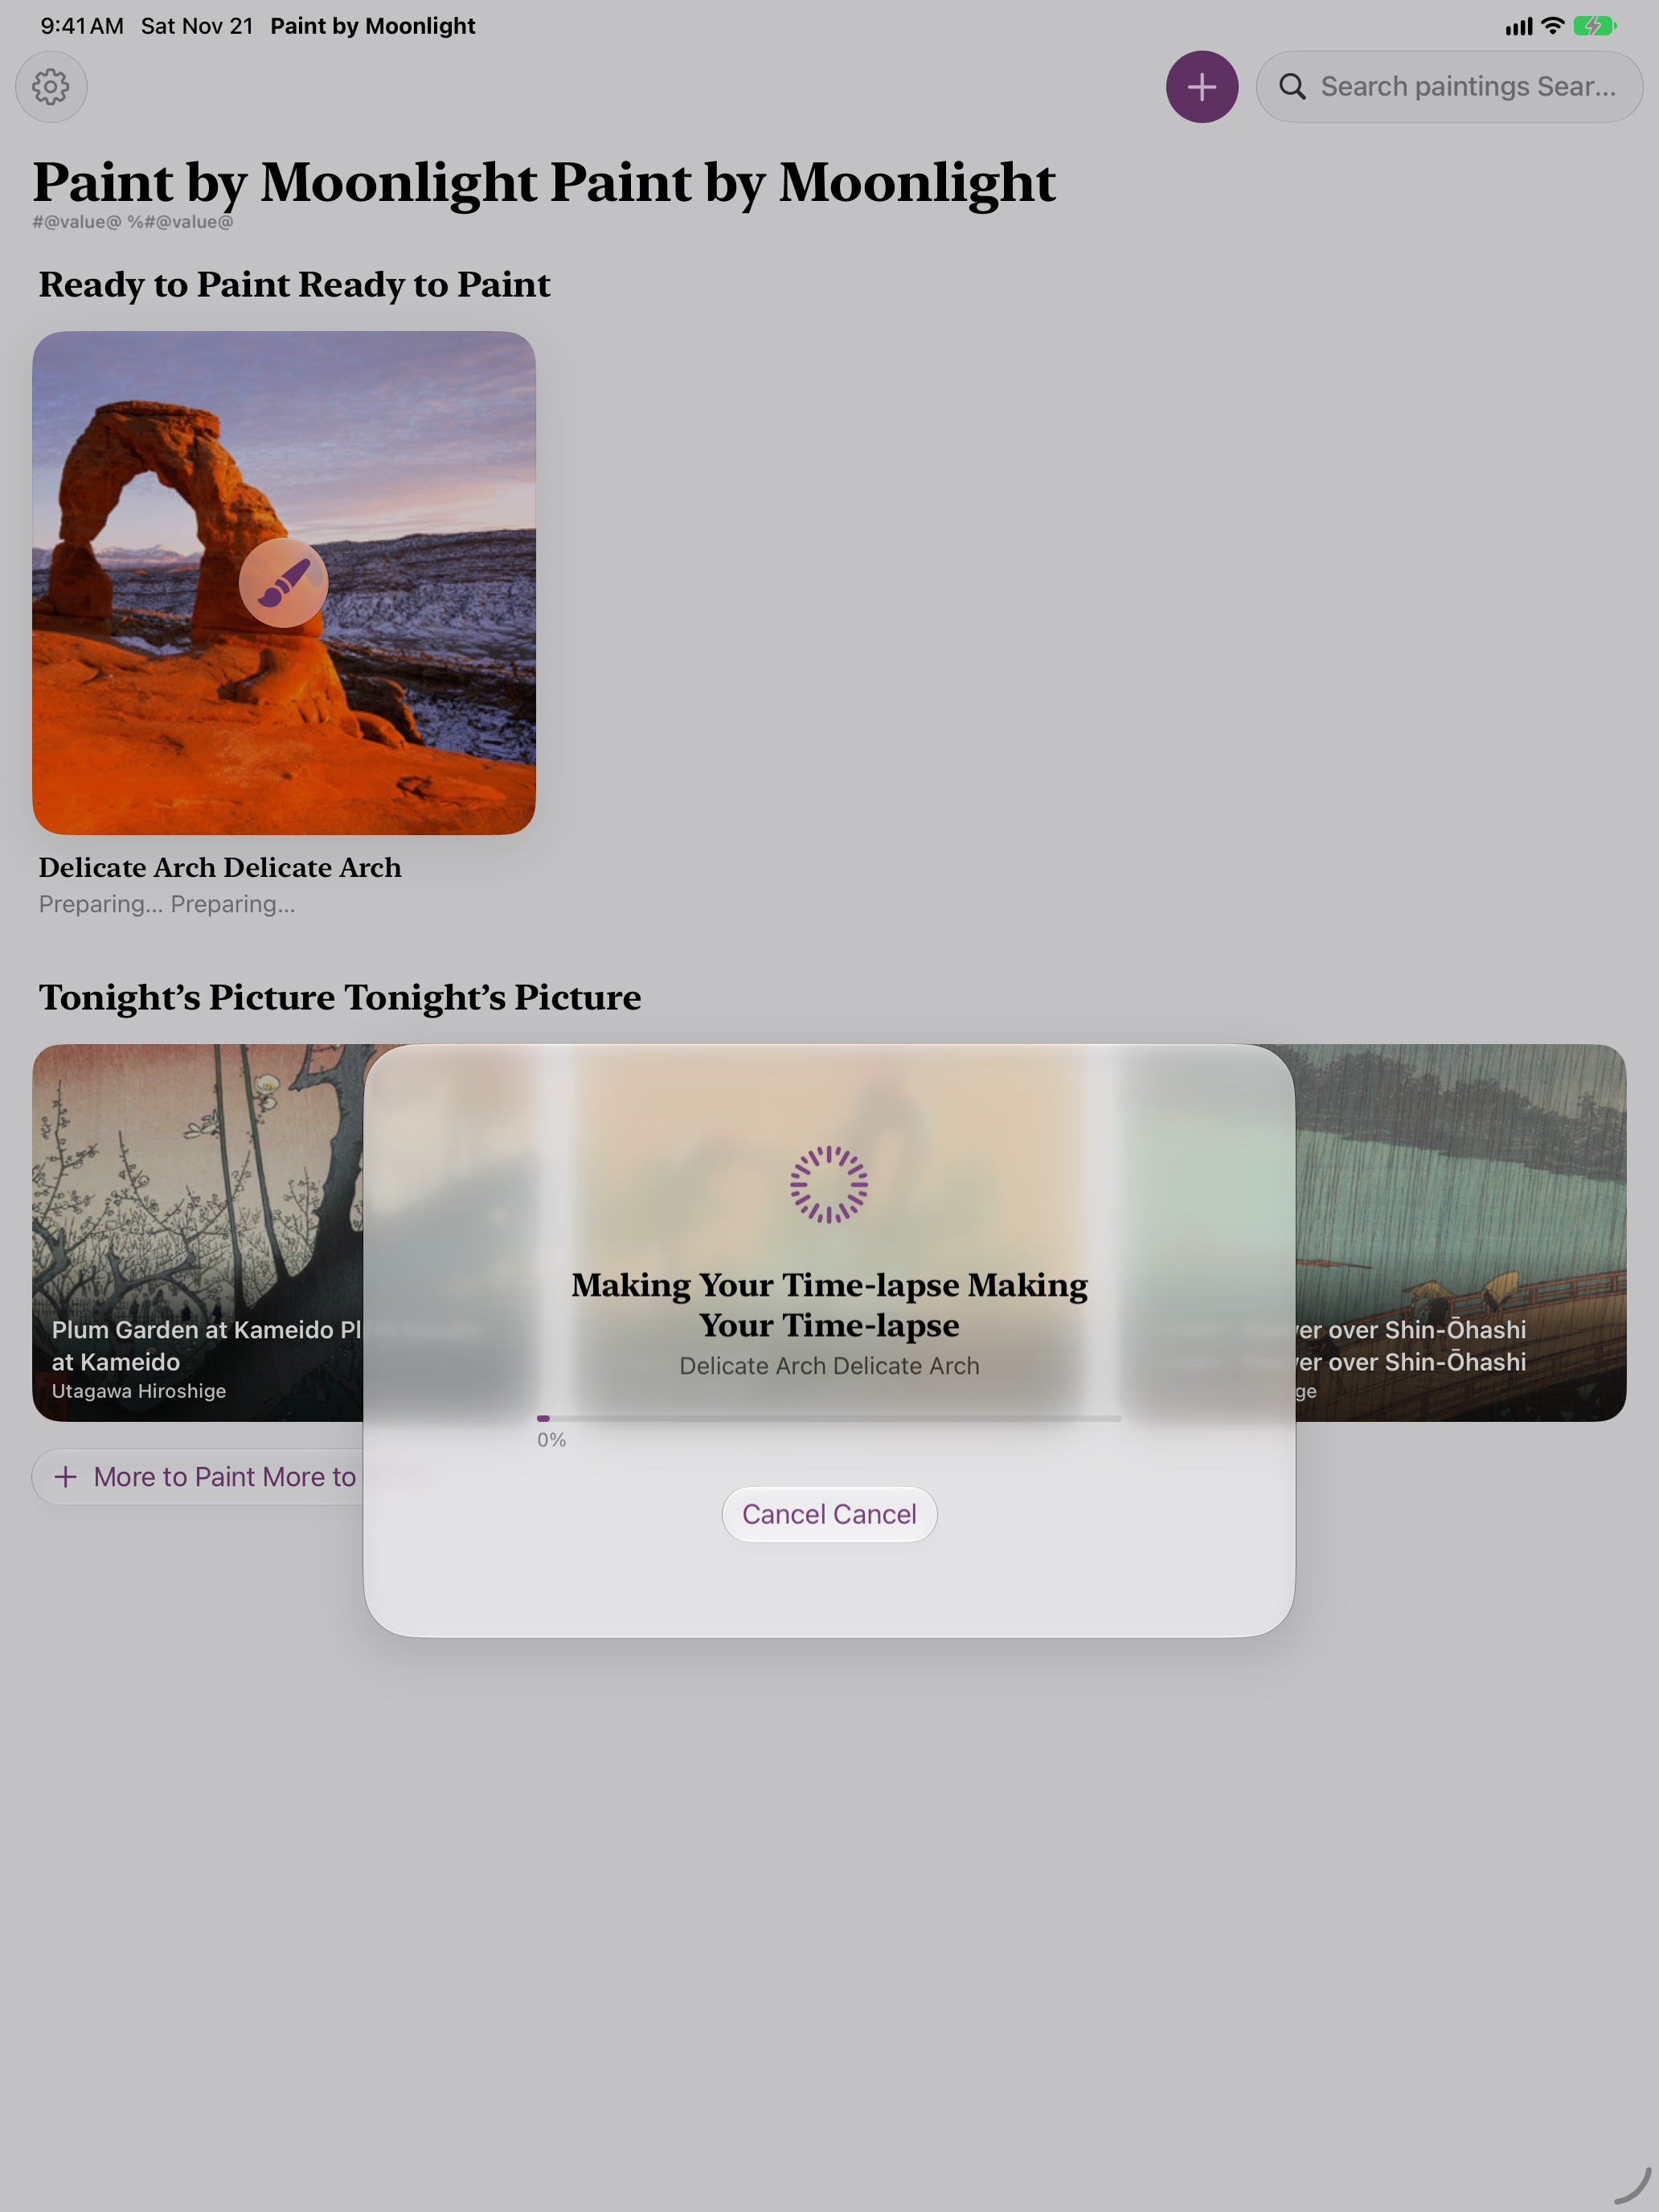 9:41 AM Sat Nov 21 Paint by Moonlight
Search paintings Sear...
Paint by Moonlight Paint by Moonlight
#@value@ %#@value@
Ready to Paint Ready to Paint
Delicate Arch Delicate Arch
Preparing... Preparing...
Tonight’s Picture Tonight’s Picture
Plum Garden at Kameido Pl
at Kameido
Utagawa Hiroshige
over Shin-Ōhashi
over Shin-Ōhashi
Making Your Time-lapse Making
Your Time-lapse
Delicate Arch Delicate Arch
0%
More to Paint More to
Cancel Cancel